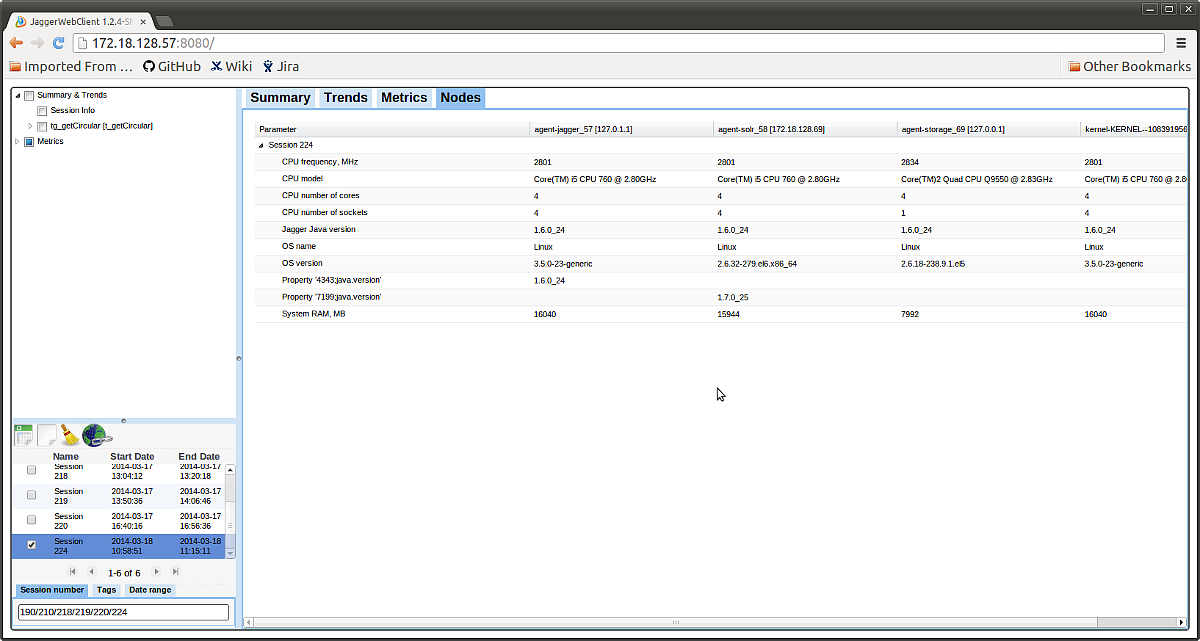 JaggerWebClient 1.2.4-SN
172.18.128.57:8080/
Imported From ... GitHub Wiki Jira Other Bookmarks
Summary & Trends
Session Info
tg_getCircular [t_getCircular]
Metrics
Summary Trends Metrics Nodes
Parameter agent-jagger_57 [127.0.1.1] agent-solr_58 [172.18.128.69] agent-storage_69 [127.0.0.1] kernel-KERNEL--108391956
Session 224
CPU frequency, MHz 2801 2801 2834 2801
CPU model Core(TM) i5 CPU 760 @ 2.80GHz Core(TM) i5 CPU 760 @ 2.80GHz Core(TM)2 Quad CPU Q9550 @ 2.83GHz Core(TM) i5 CPU 760 @ 2.8
CPU number of cores 4 4 4 4
CPU number of sockets 4 4 1 4
Jagger Java version 1.6.0_24 1.6.0_24 1.6.0_24 1.6.0_24
OS name Linux Linux Linux Linux
OS version 3.5.0-23-generic 2.6.32-279.el6.x86_64 2.6.18-238.9.1.el5 3.5.0-23-generic
Property '4343;java.version' 1.6.0_24
Property '7199;java.version' 1.7.0_25
System RAM, MB 16040 15944 7992 16040
Name Start Date End Date
Session 2014-03-17 2014-03-17
218 13:04:12 13:20:18
Session 2014-03-17 2014-03-17
219 13:50:36 14:06:46
Session 2014-03-17 2014-03-17
220 16:40:16 16:56:36
Session 2014-03-18 2014-03-18
224 10:58:51 11:15:11
1-6 of 6
Session number Tags Date range
190/210/218/219/220/224